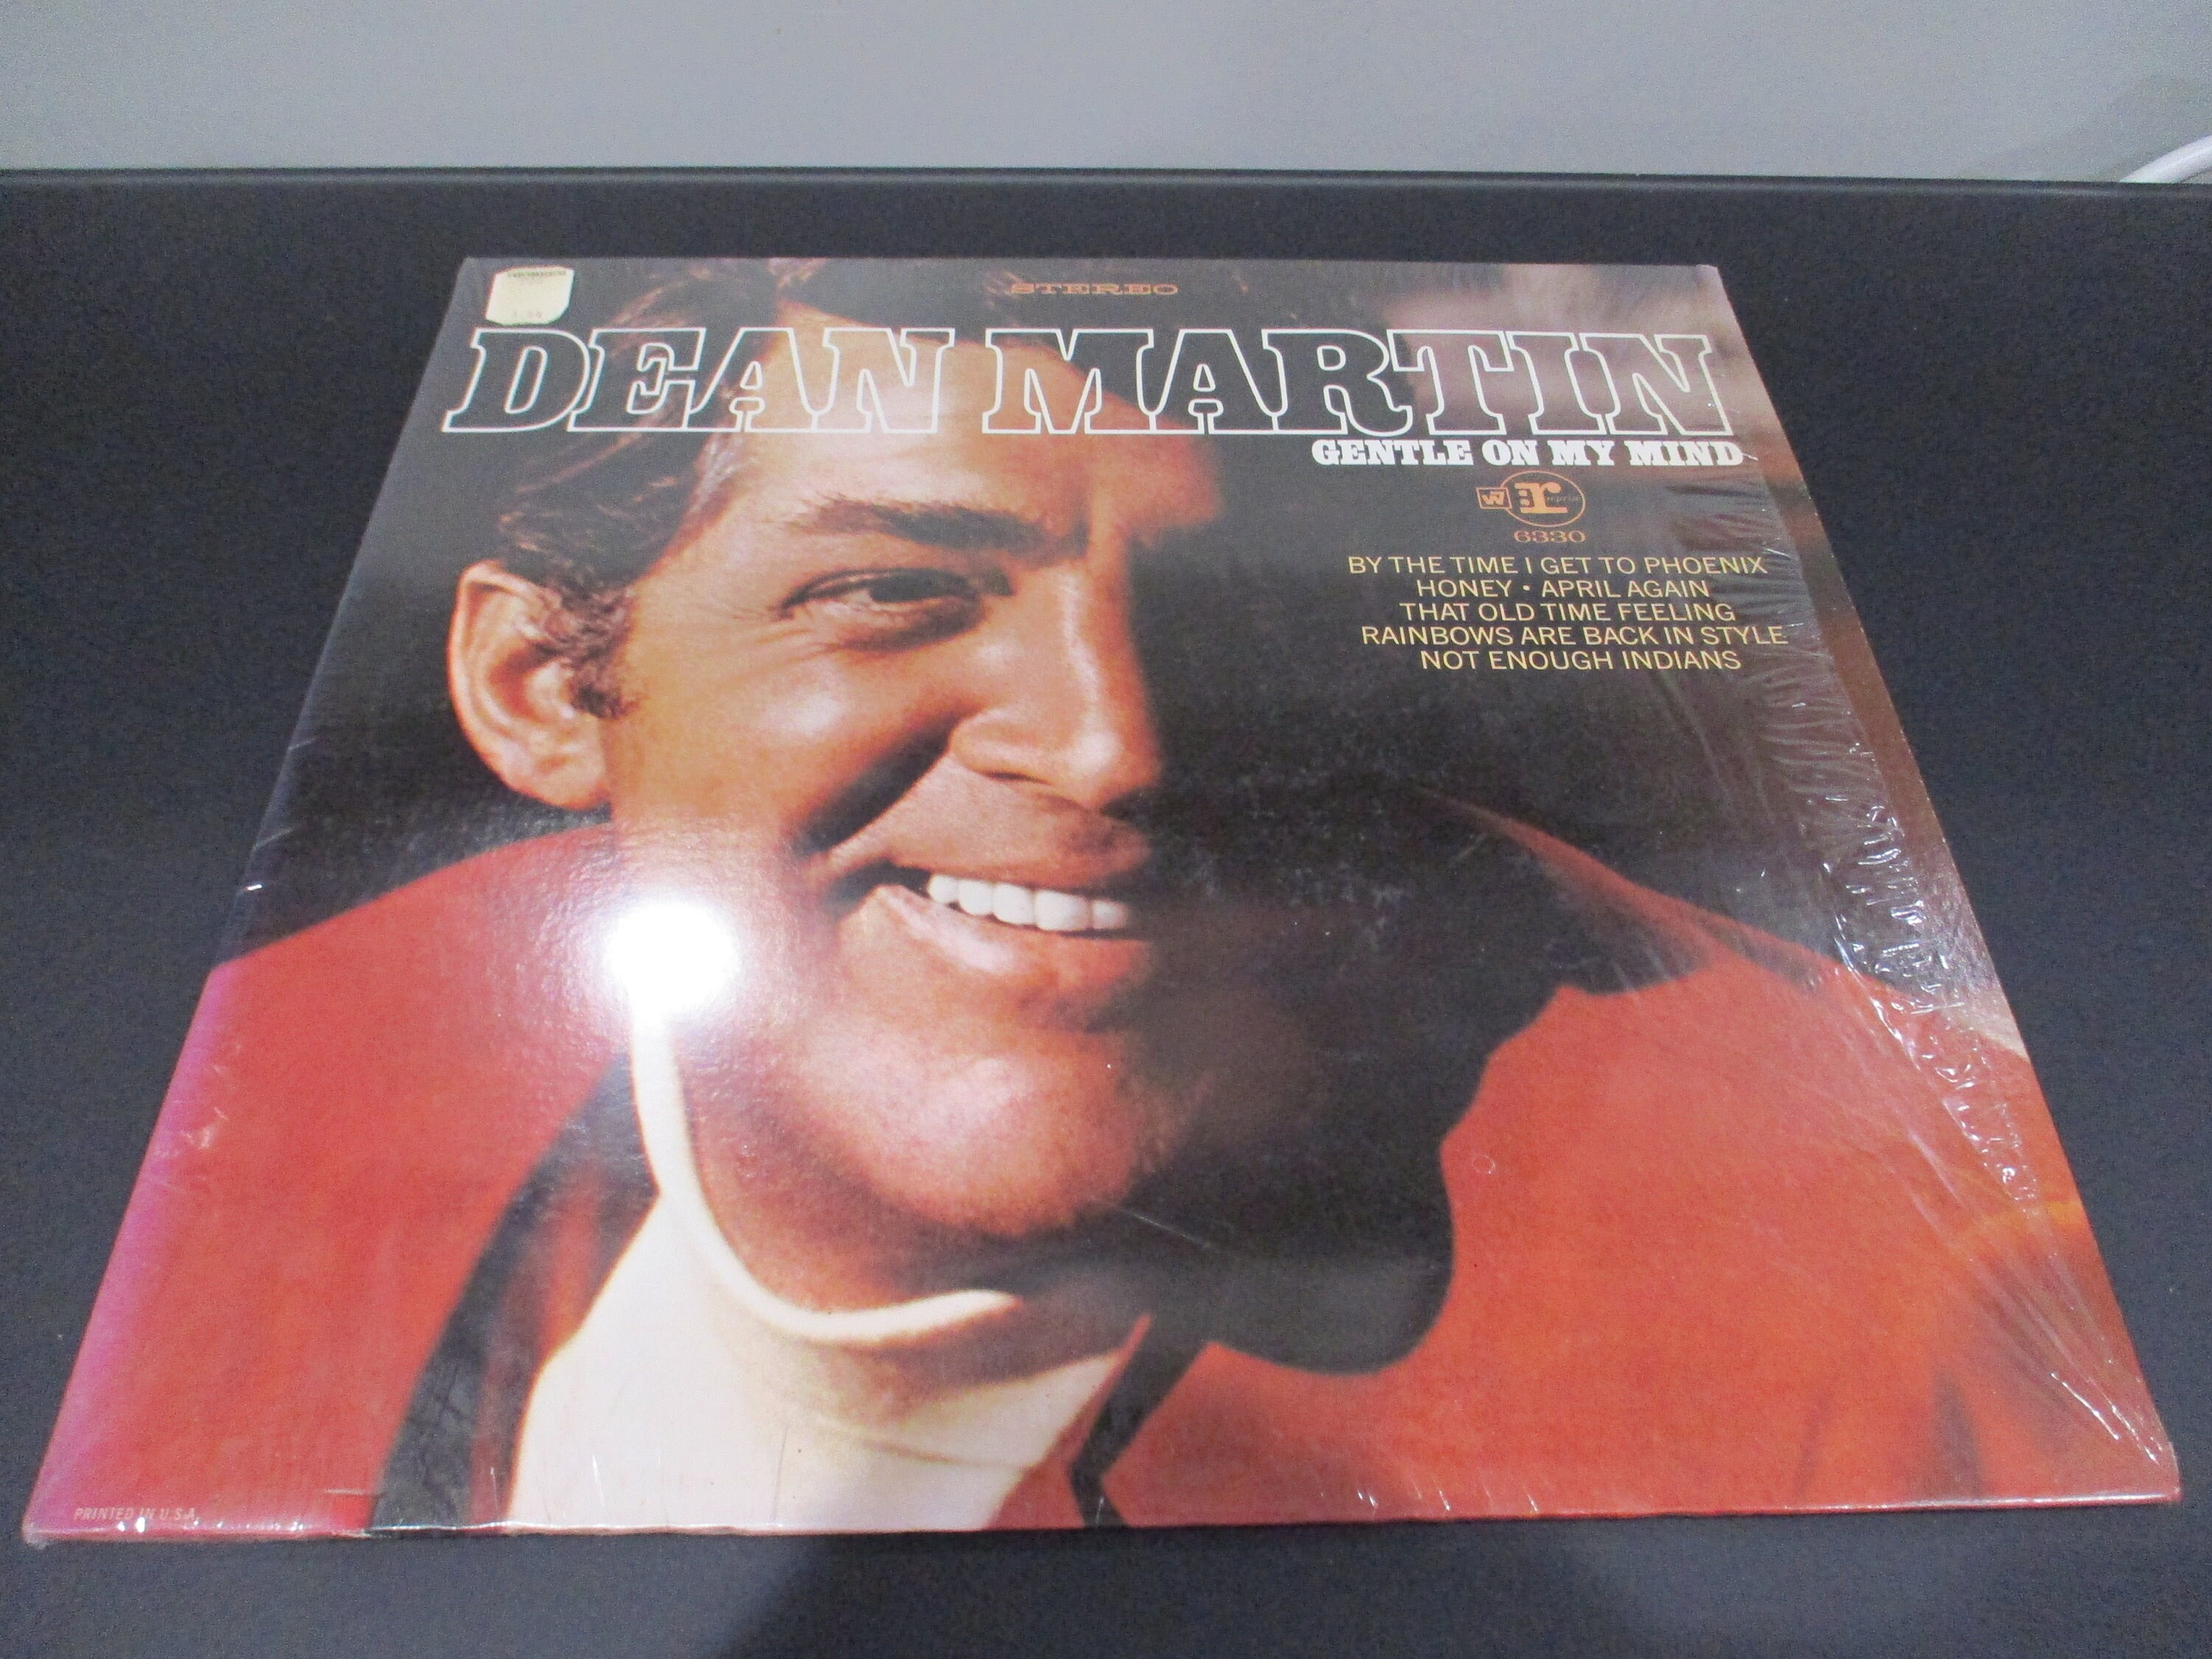 STEREO
DEAN MARTIN
GENTLE ON MY MIND
W r reprise
6330
BY THE TIME I GET TO PHOENIX
HONEY • APRIL AGAIN
THAT OLD TIME FEELING
RAINBOWS ARE BACK IN STYLE
NOT ENOUGH INDIANS
PRINTED IN U.S.A.